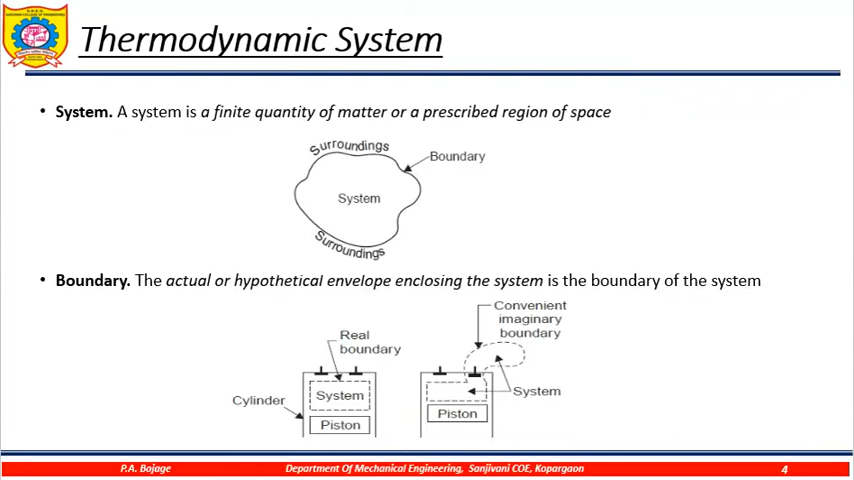 Thermodynamic System
• System. A system is a finite quantity of matter or a prescribed region of space
Surroundings
Boundary
System
Surroundings
• Boundary. The actual or hypothetical envelope enclosing the system is the boundary of the system
Convenient
imaginary
boundary
Real
boundary
Cylinder
System
System
Piston
Piston
P.A. Bojage
Department Of Mechanical Engineering, Sanjivani COE, Kopargaon
4